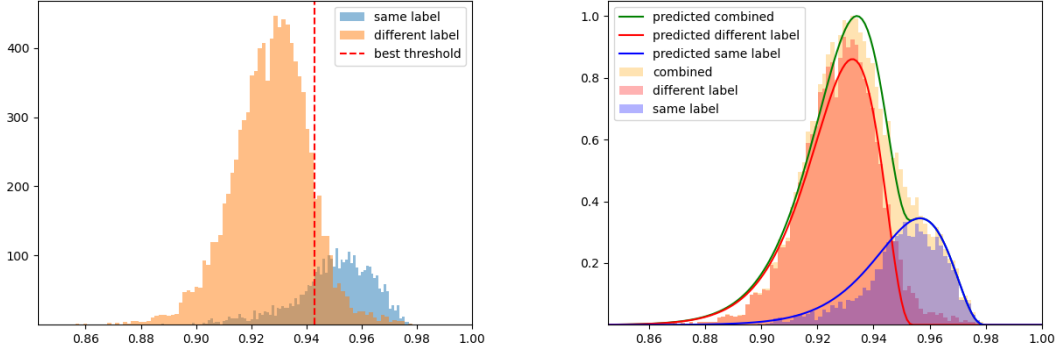 same label
different label
best threshold
400
300
200
100
0.86
0.88
0.90
0.92
0.94
0.96
0.98
1.00
predicted combined
predicted different label
predicted same label
combined
different label
same label
1.0
0.8
0.6
0.4
0.2
0.86
0.88
0.90
0.92
0.94
0.96
0.98
1.00